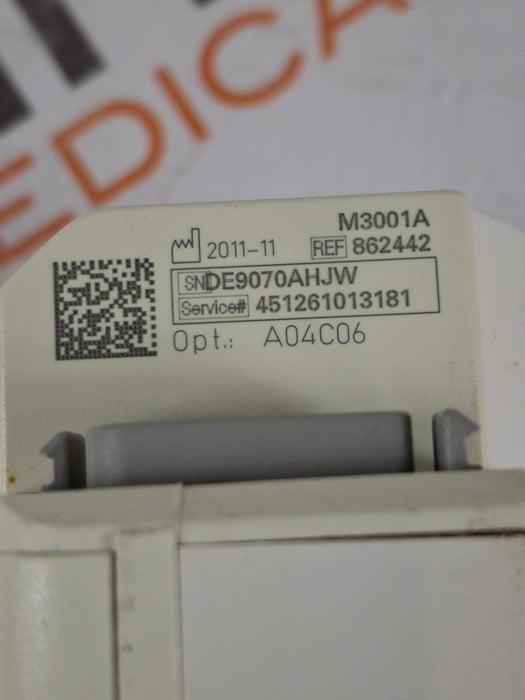 EDICA
M3001A
2011-11 REF 862442
SN DE9070AHJW
Service# 451261013181
Opt.: A04C06